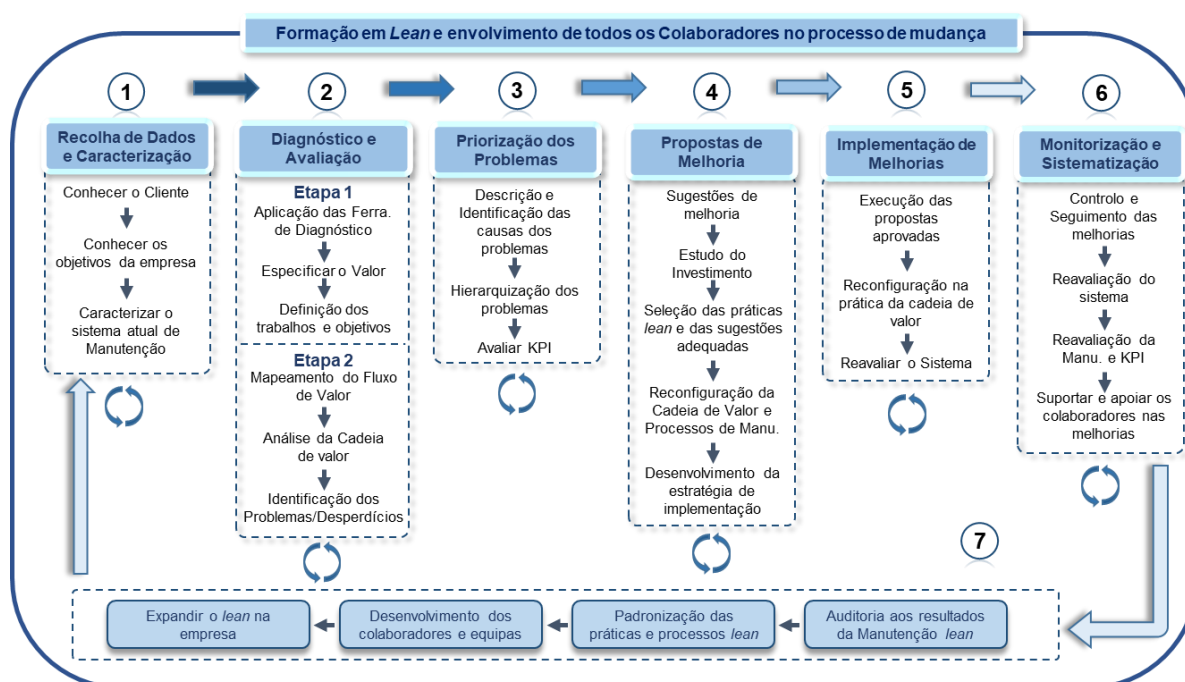 Formação em Lean e envolvimento de todos os Colaboradores no processo de mudança
1
Recolha de Dados
e Caracterização
Conhecer o Cliente
Conhecer os
objetivos da empresa
Caracterizar o
sistema atual de
Manutenção
2
Diagnóstico e
Avaliação
Etapa 1
Aplicação das Ferra.
de Diagnóstico
Especificar o Valor
Definição dos
trabalhos e objetivos
Etapa 2
Mapeamento do Fluxo
de Valor
Análise da Cadeia
de valor
Identificação dos
Problemas/Desperdícios
3
Priorização dos
Problemas
Descrição e
Identificação das
causas dos
problemas
Hierarquização dos
problemas
Avaliar KPI
4
Propostas de
Melhoria
Sugestões de
melhoria
Estudo do
Investimento
Seleção das práticas
lean e das sugestões
adequadas
Reconfiguração da
Cadeia de Valor e
Processos de Manu.
Desenvolvimento da
estratégia de
implementação
5
Implementação de
Melhorias
Execução das
propostas
aprovadas
Reconfiguração na
prática da cadeia de
valor
Reavaliar o Sistema
6
Monitorização e
Sistematização
Controlo e
Seguimento das
melhorias
Reavaliação do
sistema
Reavaliação da
Manu. e KPI
Suportar e apoiar os
colaboradores nas
melhorias
7
Expandir o lean na
empresa
Desenvolvimento dos
colaboradores e equipas
Padronização das
práticas e processos lean
Auditoria aos resultados
da Manutenção lean